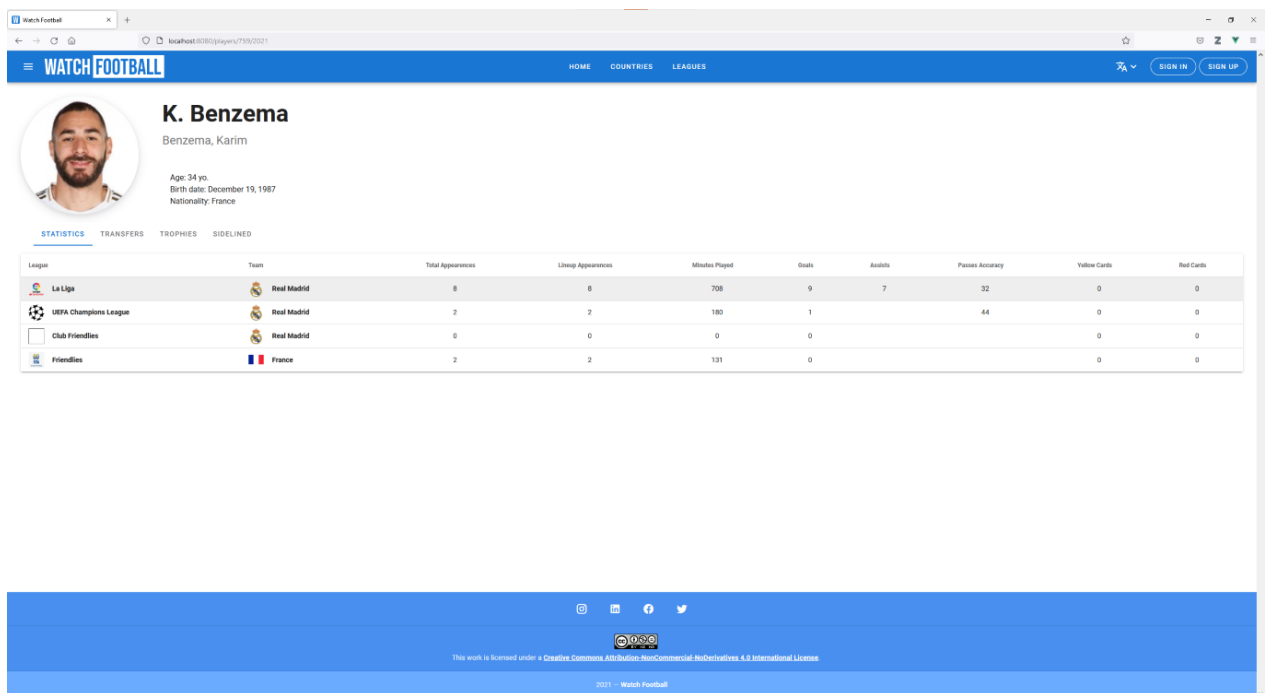 Watch Football
localhost:8080/players/799/2021
WATCH FOOTBALL HOME COUNTRIES LEAGUES SIGN IN SIGN UP
K. Benzema
Benzema, Karim
Age: 34 yo.
Birth date: December 19, 1987
Nationality: France
STATISTICS TRANSFERS TROPHIES SIDELINED
League Team Total Appearences Lineup Appearences Minutes Played Goals Assists Passes Accuracy Yellow Cards Red Cards
La Liga Real Madrid 8 8 708 9 7 32 0 0
UEFA Champions League Real Madrid 2 2 180 1 44 0 0
Club Friendlies Real Madrid 0 0 0 0 0 0
Friendlies France 2 2 131 0 0 0
This work is licensed under a Creative Commons Attribution-NonCommercial-NoDerivatives 4.0 International License.
2021 — Watch Football